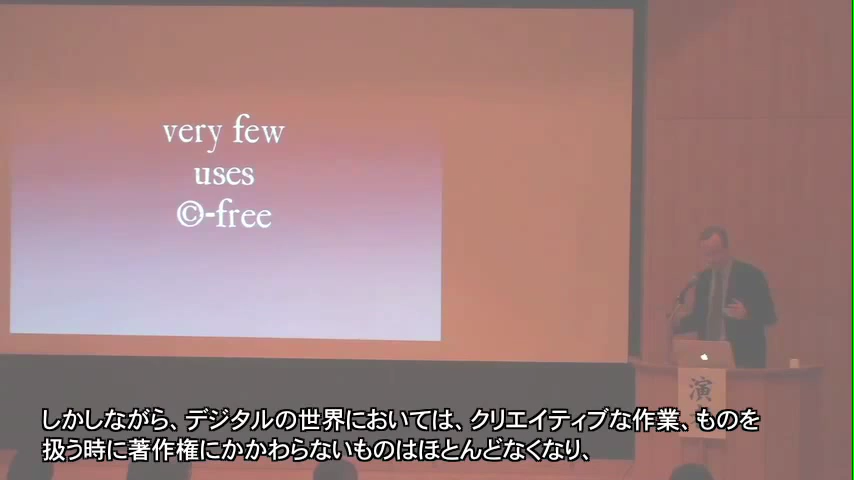 very few
uses
©-free
演
しかしながら、デジタルの世界においては、クリエイティブな作業、ものを
扱う時に著作権にかかわらないものはほとんどなくなり、